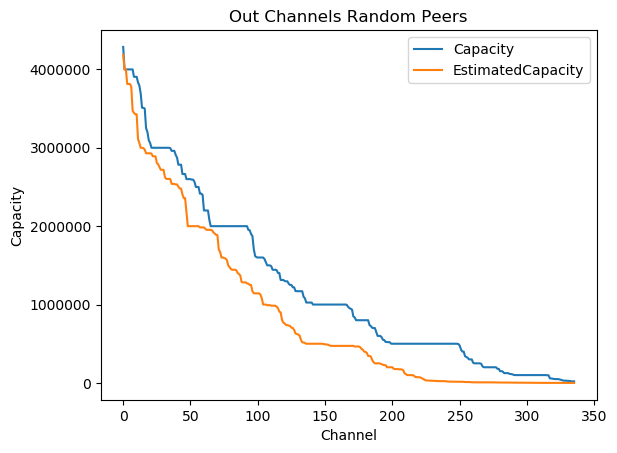 Out Channels Random Peers
Capacity
EstimatedCapacity
Capacity
4000000
3000000
2000000
1000000
0
0 50 100 150 200 250 300 350
Channel